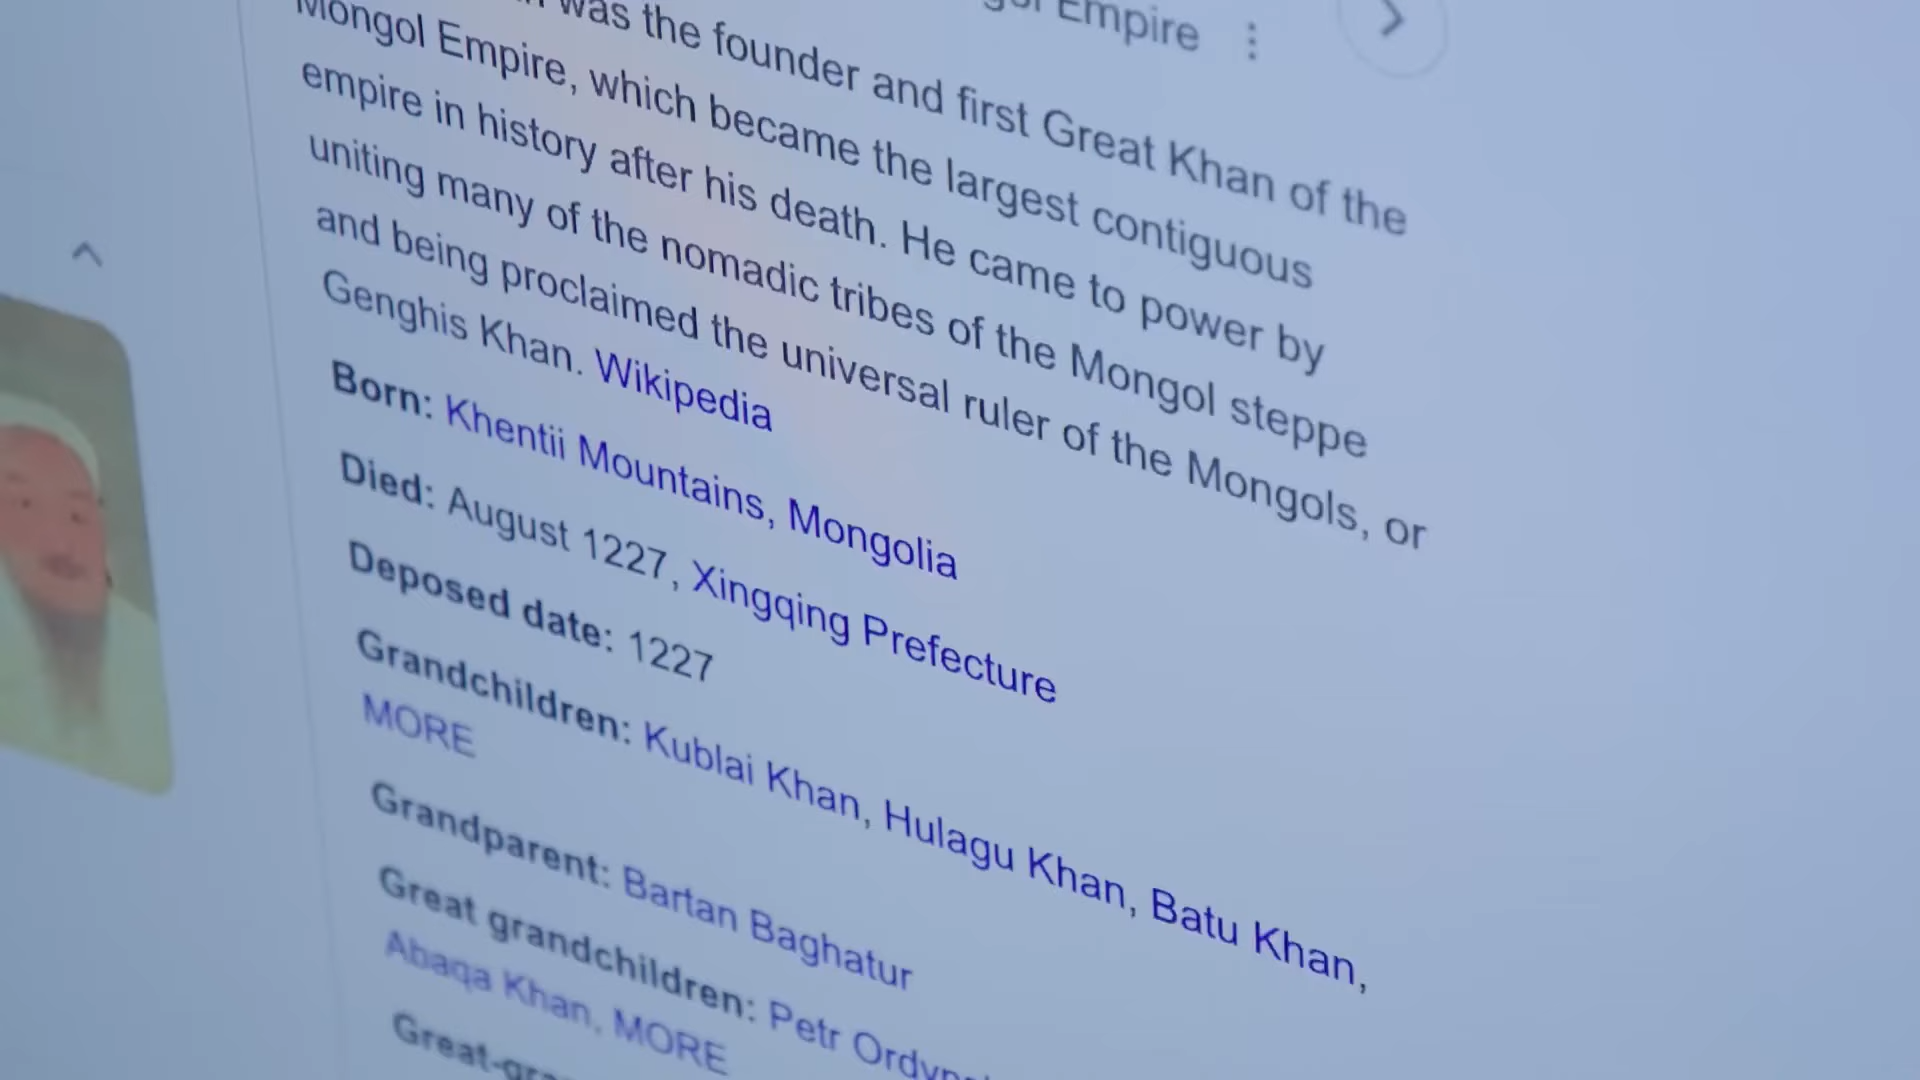 Empire
was the founder and first Great Khan of the
Mongol Empire, which became the largest contiguous
empire in history after his death. He came to power by
uniting many of the nomadic tribes of the Mongol steppe
and being proclaimed the universal ruler of the Mongols, or
Genghis Khan. Wikipedia
Born: Khentii Mountains, Mongolia
Died: August 1227, Xingqing Prefecture
Deposed date: 1227
Grandchildren: Kublai Khan, Hulagu Khan, Batu Khan,
MORE
Grandparent: Bartan Baghatur
Great grandchildren: Petr
Abaqa Khan, MORE